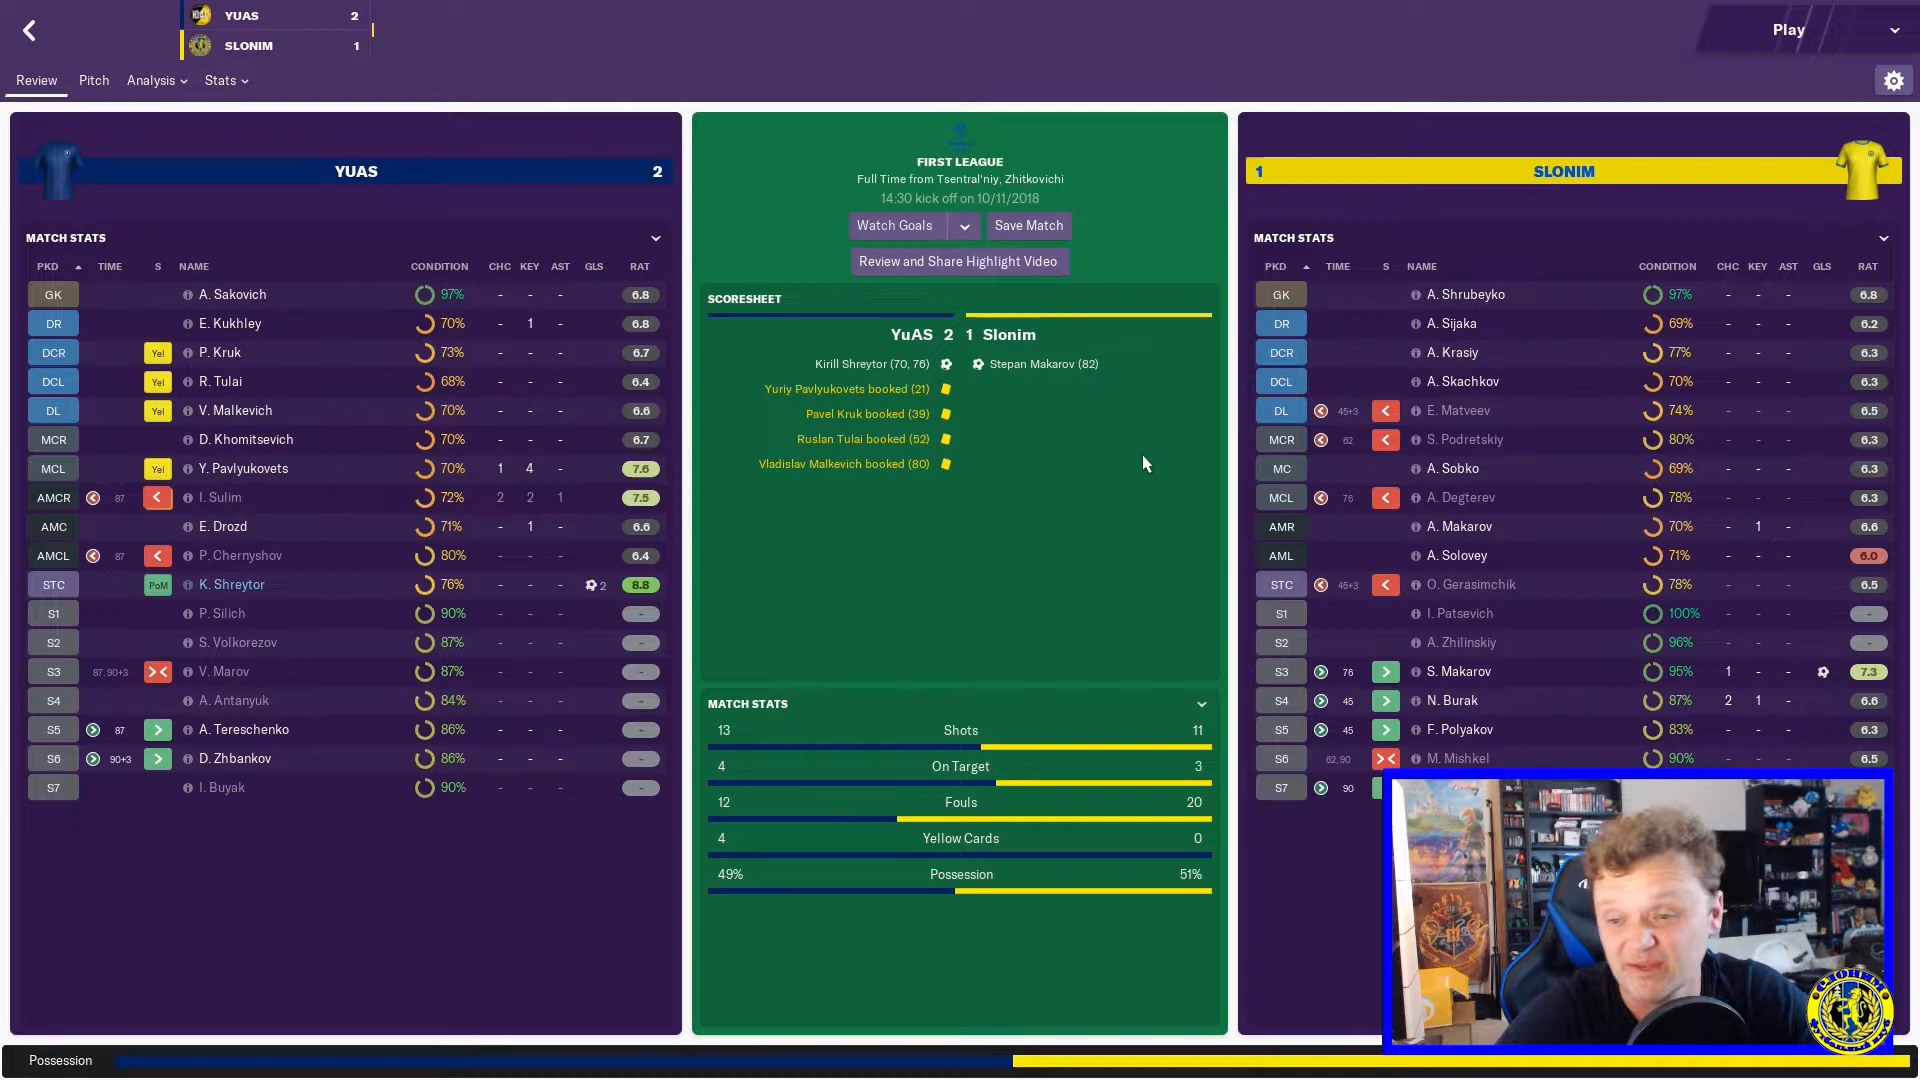 YUAS 2
SLONIM 1
Play
Review Pitch Analysis Stats
YUAS 2
MATCH STATS
PKD TIME S NAME CONDITION CHC KEY AST GLS RAT
GK A. Sakovich 97% - - - 6.8
DR E. Kukhley 70% - 1 - 6.8
DCR Yel P. Kruk 73% - - - 6.7
DCL Yel R. Tulai 68% - - - 6.4
DL Yel V. Malkevich 70% - - - 6.6
MCR D. Khomitsevich 70% - - - 6.7
MCL Yel Y. Pavlyukovets 70% 1 4 - 7.6
AMCR 87 I. Sulim 72% 2 2 1 7.5
AMC E. Drozd 71% - 1 - 6.6
AMCL 87 P. Chernyshov 80% - - - 6.4
STC PoM K. Shreytor 76% - - - 2 8.8
S1 P. Silich 90% - - - -
S2 S. Volkorezov 87% - - - -
S3 87, 90+3 V. Marov 87% - - - -
S4 A. Antanyuk 84% - - - -
S5 87 A. Tereschenko 86% - - - -
S6 90+3 D. Zhbankov 86% - - - -
S7 I. Buyak 90% - - - -
FIRST LEAGUE
Full Time from Tsentral'niy, Zhitkovichi
14:30 kick off on 10/11/2018
Watch Goals Save Match
Review and Share Highlight Video
SCORESHEET
YuAS 2 1 Slonim
Kirill Shreytor (70, 76) Stepan Makarov (82)
Yuriy Pavlyukovets booked (21)
Pavel Kruk booked (39)
Ruslan Tulai booked (52)
Vladislav Malkevich booked (80)
MATCH STATS
13 Shots 11
4 On Target 3
12 Fouls 20
4 Yellow Cards 0
49% Possession 51%
1 SLONIM
MATCH STATS
PKD TIME S NAME CONDITION CHC KEY AST GLS RAT
GK A. Shrubeyko 97% - - - 6.8
DR A. Sijaka 69% - - - 6.2
DCR A. Krasiy 77% - - - 6.3
DCL A. Skachkov 70% - - - 6.3
DL 45+3 E. Matveev 74% - - - 6.5
MCR 62 S. Podretskiy 80% - - - 6.3
MC A. Sobko 69% - - - 6.3
MCL 76 A. Degterev 78% - - - 6.3
AMR A. Makarov 70% - 1 - 6.6
AML A. Solovey 71% - - - 6.0
STC 45+3 O. Gerasimchik 78% - - - 6.5
S1 I. Patsevich 100% - - - -
S2 A. Zhilinskiy 96% - - - -
S3 76 S. Makarov 95% 1 - - 7.3
S4 45 N. Burak 87% 2 1 - 6.6
S5 45 F. Polyakov 83% - - - 6.3
S6 62, 90 M. Mishkel 90% - - - 6.5
S7 90
СЛОНІМ
Possession